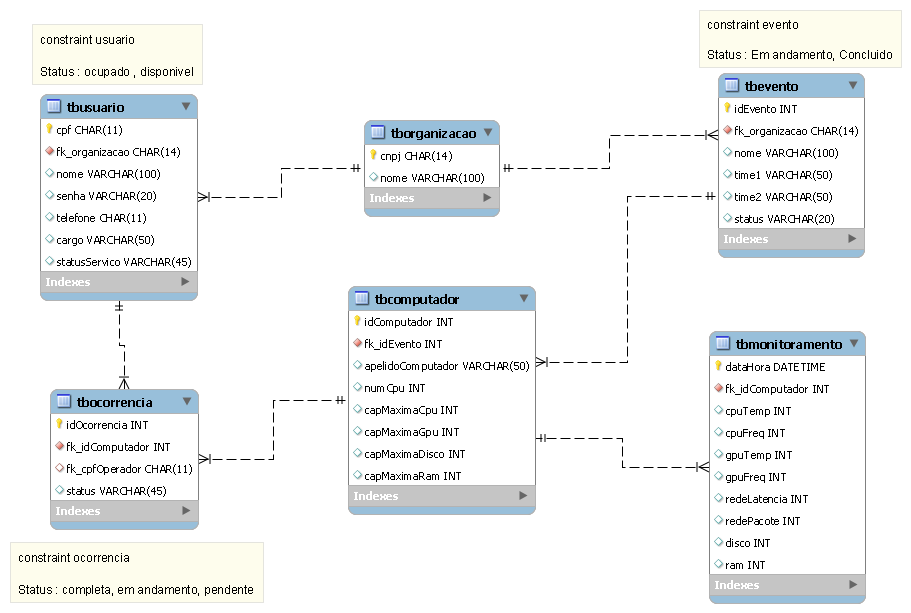 constraint usuario
Status : ocupado , disponivel
tbusuario
cpf CHAR(11)
fk_organizacao CHAR(14)
nome VARCHAR(100)
senha VARCHAR(20)
telefone CHAR(11)
cargo VARCHAR(50)
statusServico VARCHAR(45)
Indexes
tborganizacao
cnpj CHAR(14)
nome VARCHAR(100)
Indexes
constraint evento
Status : Em andamento, Concluido
tbevento
idEvento INT
fk_organizacao CHAR(14)
nome VARCHAR(100)
time1 VARCHAR(50)
time2 VARCHAR(50)
status VARCHAR(20)
Indexes
tbcomputador
idComputador INT
fk_idEvento INT
apelidoComputador VARCHAR(50)
numCpu INT
capMaximaCpu INT
capMaximaGpu INT
capMaximaDisco INT
capMaximaRam INT
Indexes
tbmonitoramento
dataHora DATETIME
fk_idComputador INT
cpuTemp INT
cpuFreq INT
gpuTemp INT
gpuFreq INT
redeLatencia INT
redePacote INT
disco INT
ram INT
Indexes
tbocorrencia
idOcorrencia INT
fk_idComputador INT
fk_cpfOperador CHAR(11)
status VARCHAR(45)
Indexes
constraint ocorrencia
Status : completa, em andamento, pendente